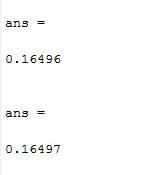 ans =
0.16496
ans =
0.16497